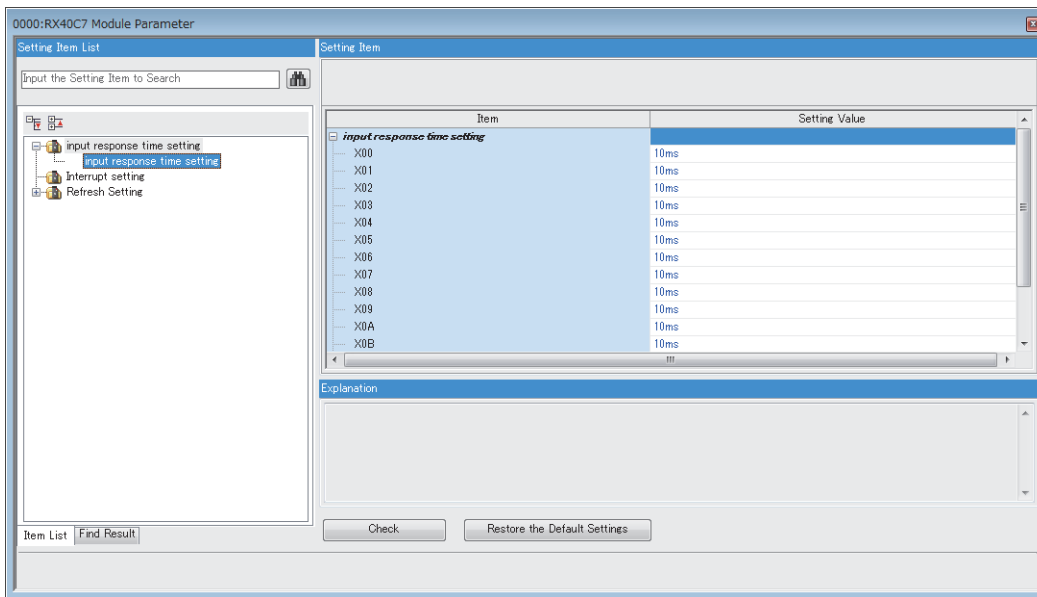 0000:RX40C7 Module Parameter
Setting Item List
Input the Setting Item to Search
input response time setting
input response time setting
Interrupt setting
Refresh Setting
Item List Find Result
Setting Item
Item Setting Value
input response time setting
X00 10ms
X01 10ms
X02 10ms
X03 10ms
X04 10ms
X05 10ms
X06 10ms
X07 10ms
X08 10ms
X09 10ms
X0A 10ms
X0B 10ms
Explanation
Check Restore the Default Settings